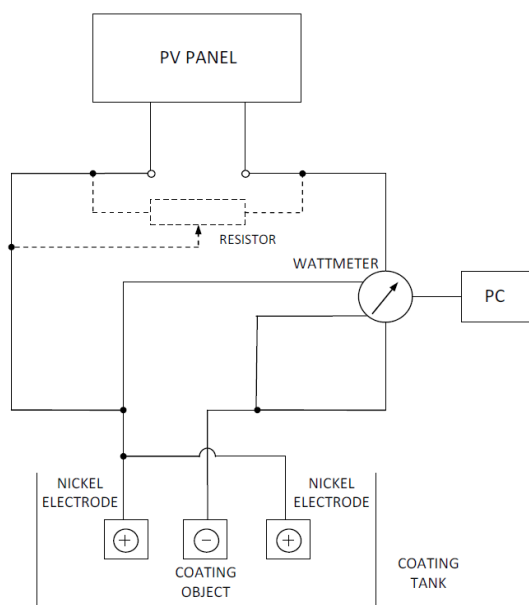 PV PANEL
RESISTOR
WATTMETER
PC
NICKEL
ELECTRODE
NICKEL
ELECTRODE
+
−
+
COATING
OBJECT
COATING
TANK